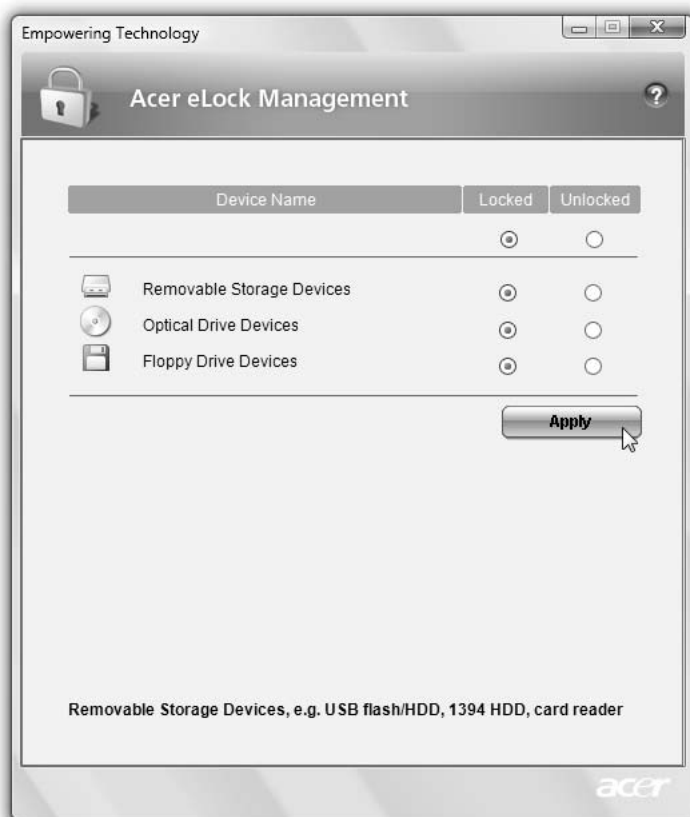 Empowering Technology
Acer eLock Management
?
Device Name Locked Unlocked
Removable Storage Devices
Optical Drive Devices
Floppy Drive Devices
Apply
Removable Storage Devices, e.g. USB flash/HDD, 1394 HDD, card reader
acer